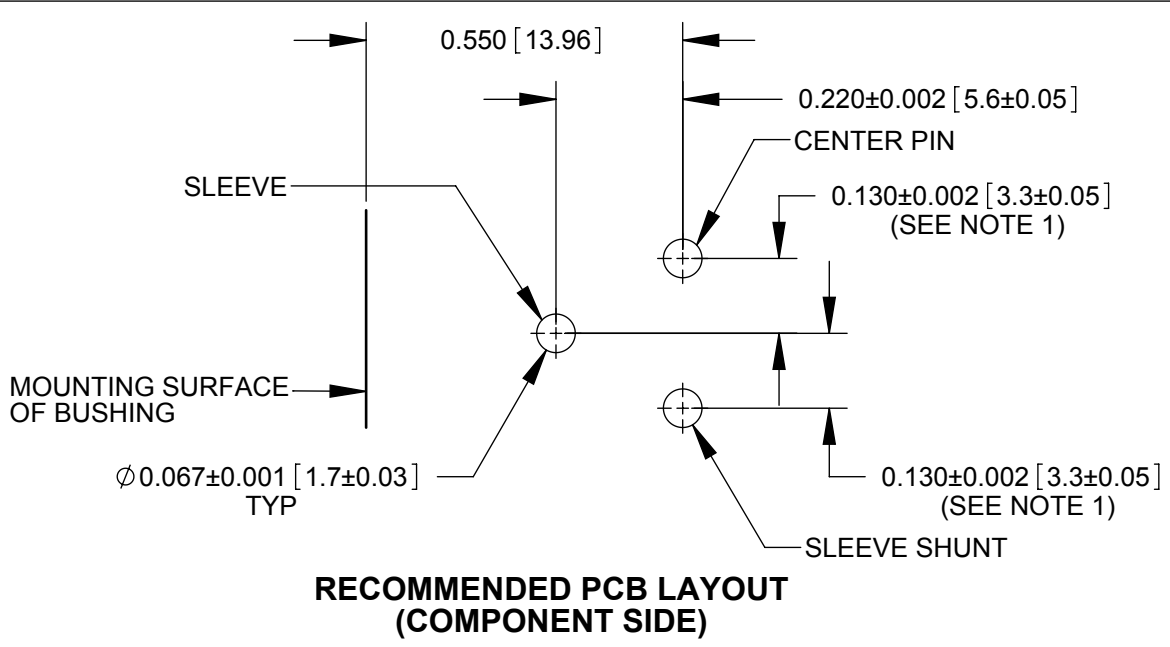 0.550 [13.96]
0.220±0.002 [5.6±0.05]
CENTER PIN
SLEEVE
0.130±0.002 [3.3±0.05]
(SEE NOTE 1)
MOUNTING SURFACE
OF BUSHING
∅0.067±0.001 [1.7±0.03]
TYP
0.130±0.002 [3.3±0.05]
(SEE NOTE 1)
SLEEVE SHUNT
RECOMMENDED PCB LAYOUT
(COMPONENT SIDE)